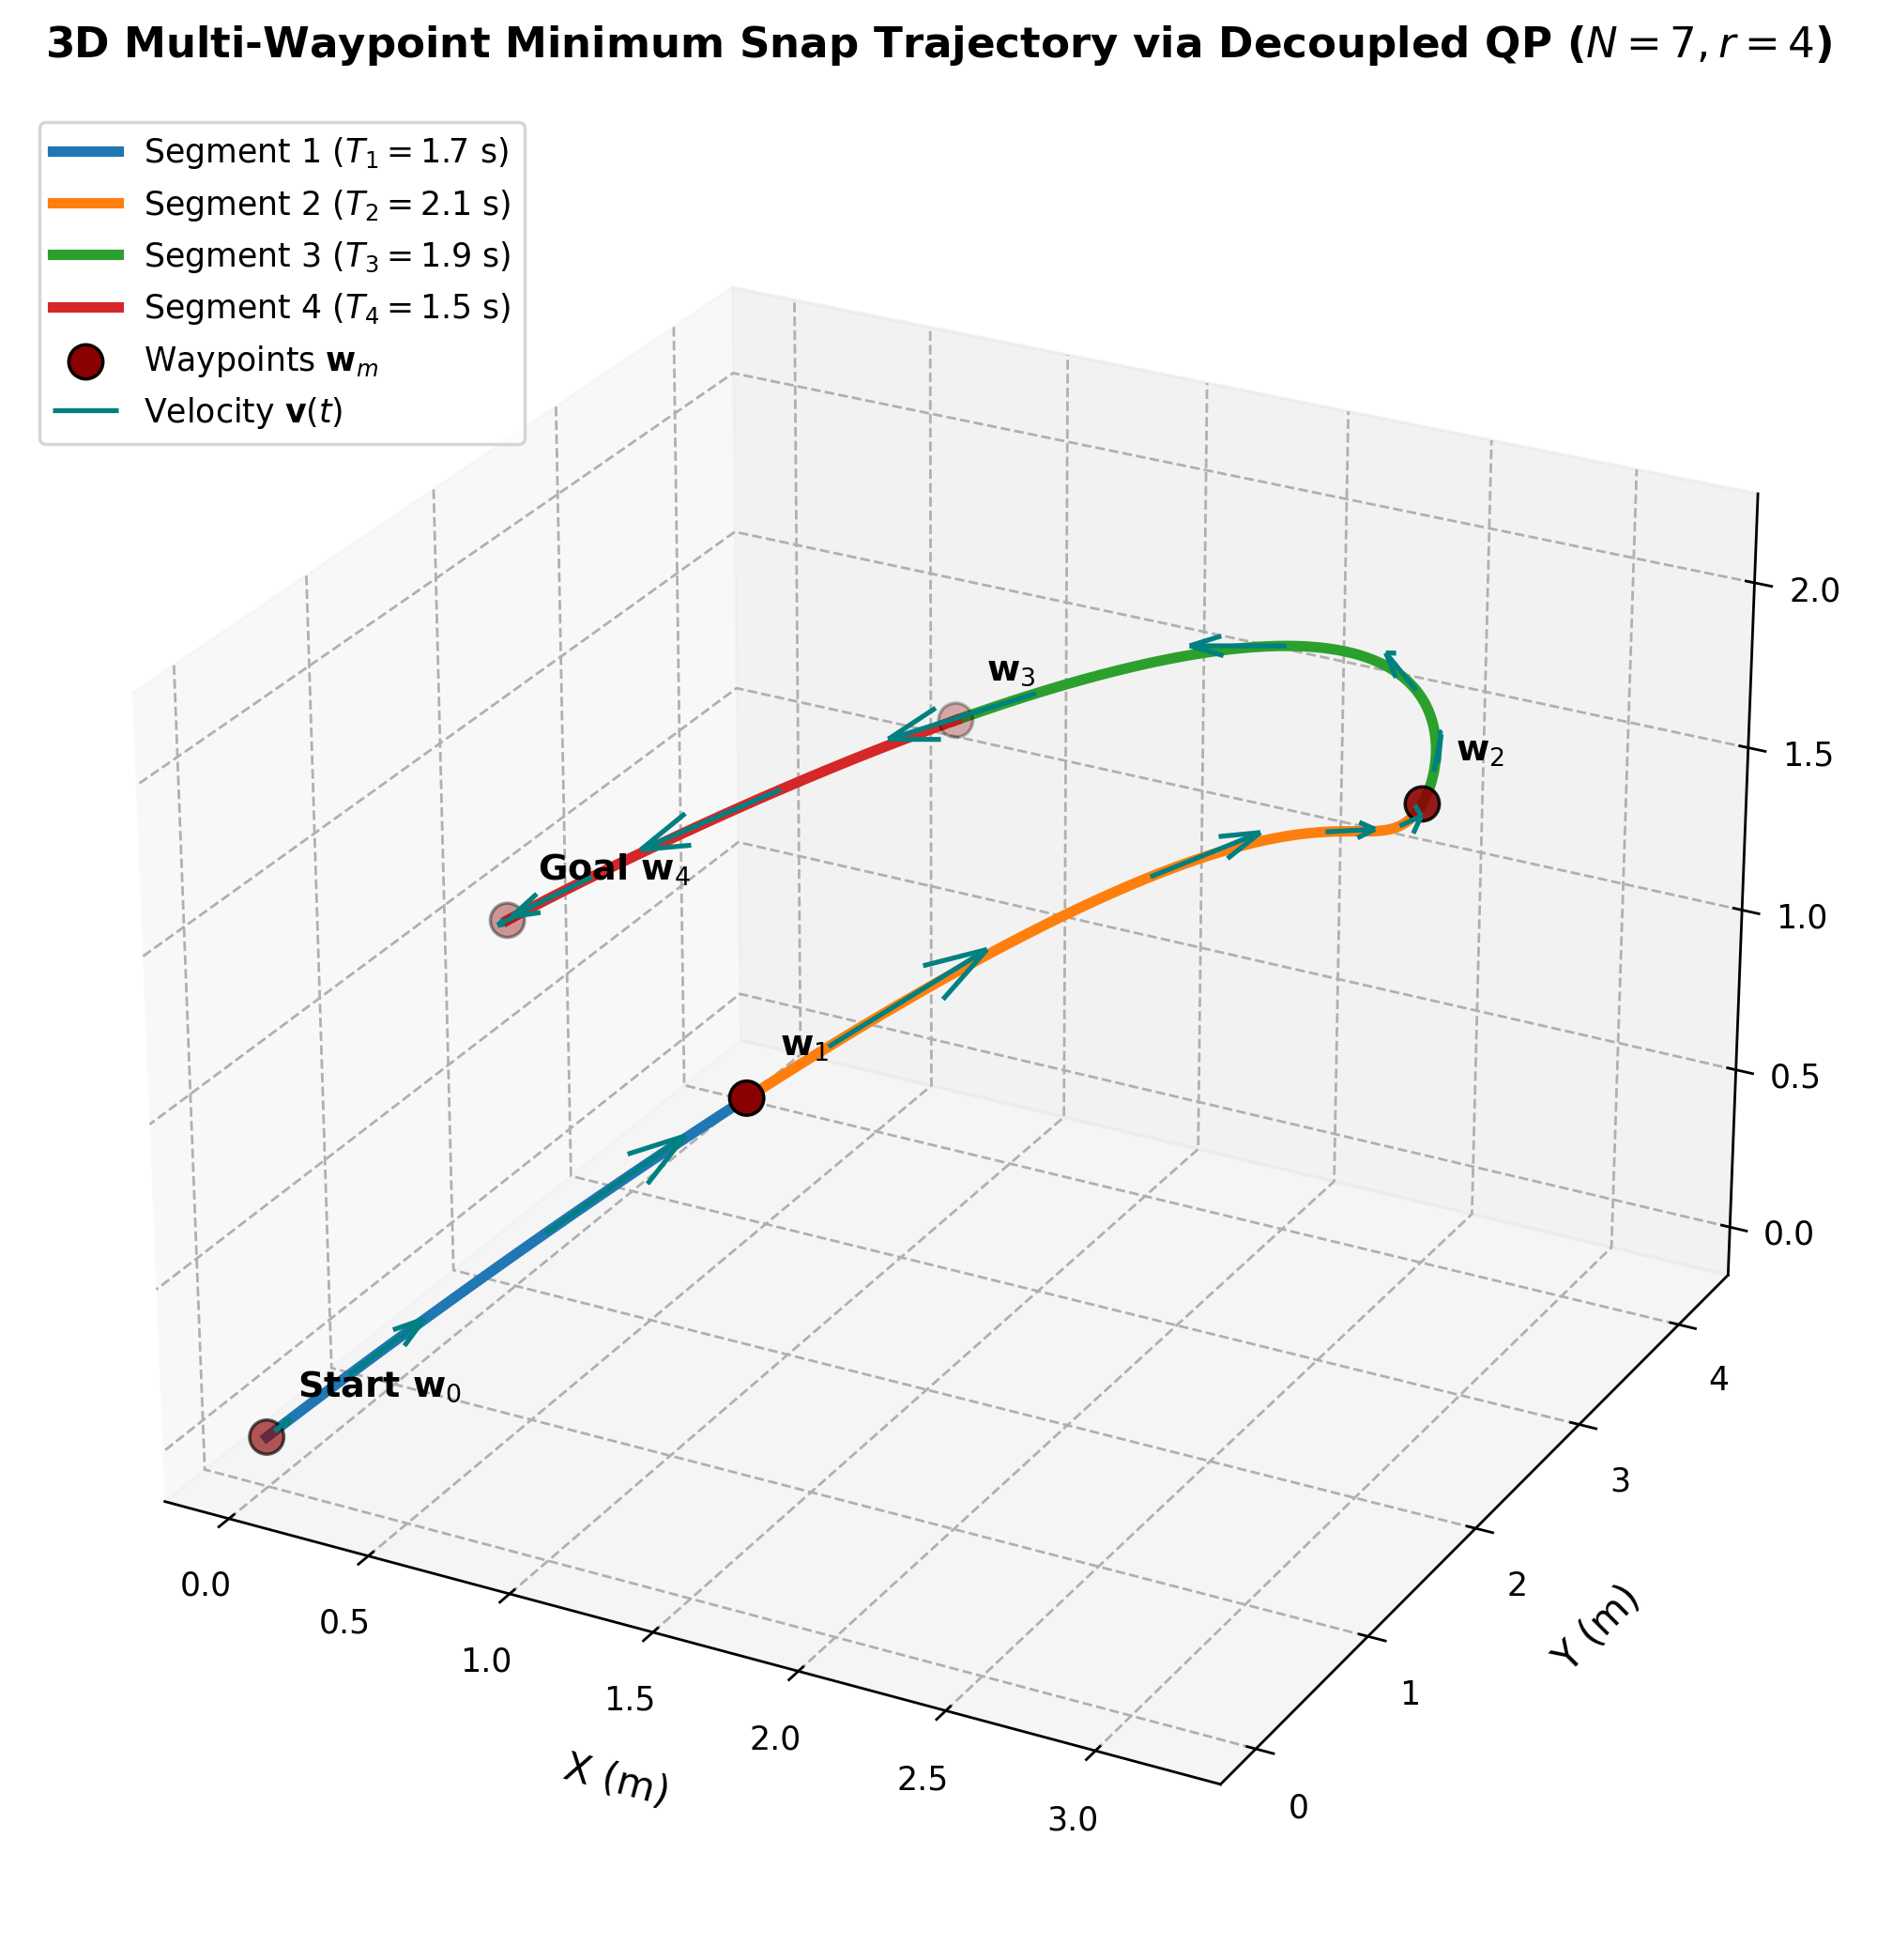 3D Multi-Waypoint Minimum Snap Trajectory via Decoupled QP (N = 7, r = 4)
Segment 1 (T₁ = 1.7 s)
Segment 2 (T₂ = 2.1 s)
Segment 3 (T₃ = 1.9 s)
Segment 4 (T₄ = 1.5 s)
Waypoints wₘ
Velocity v(t)
w₃
w₂
Goal w₄
w₁
Start w₀
2.0
1.5
1.0
0.5
0.0
4
3
2
1
0
Y (m)
0.0
0.5
1.0
1.5
2.0
2.5
3.0
X (m)